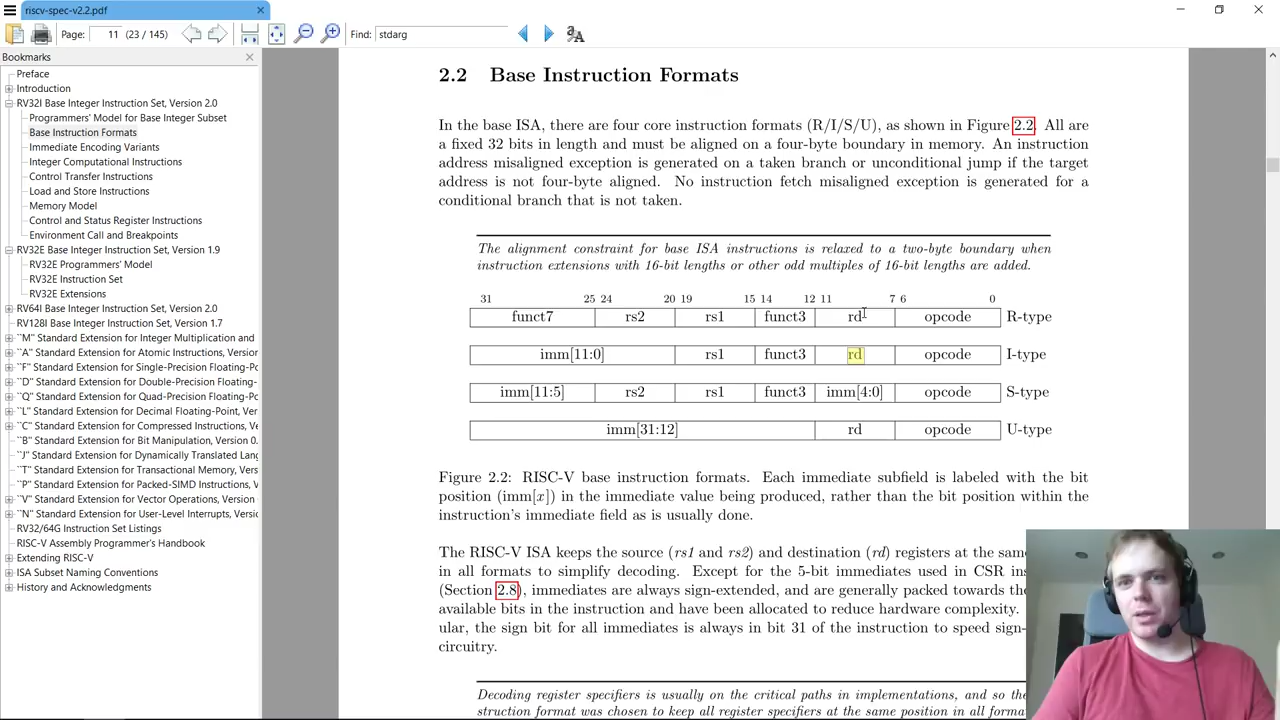 riscv-spec-v2.2.pdf
Page: 11 (23 / 145) Find: stdarg
Bookmarks
Preface
Introduction
RV32I Base Integer Instruction Set, Version 2.0
Programmers' Model for Base Integer Subset
Base Instruction Formats
Immediate Encoding Variants
Integer Computational Instructions
Control Transfer Instructions
Load and Store Instructions
Memory Model
Control and Status Register Instructions
Environment Call and Breakpoints
RV32E Base Integer Instruction Set, Version 1.9
RV32E Programmers' Model
RV32E Instruction Set
RV32E Extensions
RV64I Base Integer Instruction Set, Version 2.0
RV128I Base Integer Instruction Set, Version 1.7
``M'' Standard Extension for Integer Multiplication and
``A'' Standard Extension for Atomic Instructions, Version
``F'' Standard Extension for Single-Precision Floating-Po
``D'' Standard Extension for Double-Precision Floating-
``Q'' Standard Extension for Quad-Precision Floating-Po
``L'' Standard Extension for Decimal Floating-Point, Ver
``C'' Standard Extension for Compressed Instructions, V
``B'' Standard Extension for Bit Manipulation, Version 0.
``J'' Standard Extension for Dynamically Translated Lang
``T'' Standard Extension for Transactional Memory, Vers
``P'' Standard Extension for Packed-SIMD Instructions, V
``V'' Standard Extension for Vector Operations, Version
``N'' Standard Extension for User-Level Interrupts, Versio
RV32/64G Instruction Set Listings
RISC-V Assembly Programmer's Handbook
Extending RISC-V
ISA Subset Naming Conventions
History and Acknowledgments
2.2 Base Instruction Formats
In the base ISA, there are four core instruction formats (R/I/S/U), as shown in Figure 2.2. All are
a fixed 32 bits in length and must be aligned on a four-byte boundary in memory. An instruction
address misaligned exception is generated on a taken branch or unconditional jump if the target
address is not four-byte aligned. No instruction fetch misaligned exception is generated for a
conditional branch that is not taken.
The alignment constraint for base ISA instructions is relaxed to a two-byte boundary when
instruction extensions with 16-bit lengths or other odd multiples of 16-bit lengths are added.
31 25 24 20 19 15 14 12 11 7 6 0
funct7 rs2 rs1 funct3 rd opcode R-type
imm[11:0] rs1 funct3 rd opcode I-type
imm[11:5] rs2 rs1 funct3 imm[4:0] opcode S-type
imm[31:12] rd opcode U-type
Figure 2.2: RISC-V base instruction formats. Each immediate subfield is labeled with the bit
position (imm[x]) in the immediate value being produced, rather than the bit position within the
instruction's immediate field as is usually done.
The RISC-V ISA keeps the source (rs1 and rs2) and destination (rd) registers at the same
in all formats to simplify decoding. Except for the 5-bit immediates used in CSR ins
(Section 2.8), immediates are always sign-extended, and are generally packed towards the
available bits in the instruction and have been allocated to reduce hardware complexity.
ular, the sign bit for all immediates is always in bit 31 of the instruction to speed sign-
circuitry.
Decoding register specifiers is usually on the critical paths in implementations, and so the
struction format was chosen to keep all register specifiers at the same position in all forma